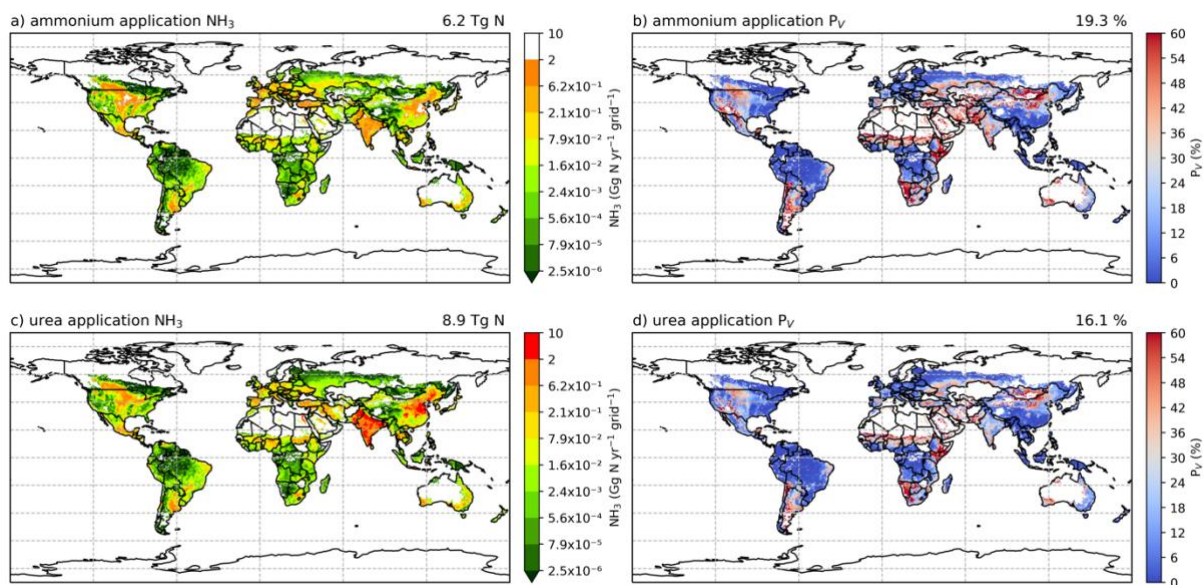 a) ammonium application NH₃ 6.2 Tg N
10
2
6.2x10⁻¹
2.1x10⁻¹
7.9x10⁻²
1.6x10⁻²
2.4x10⁻³
5.6x10⁻⁴
7.9x10⁻⁵
2.5x10⁻⁶
NH₃ (Gg N yr⁻¹ grid⁻¹)
b) ammonium application Pᵥ 19.3 %
60
54
48
42
36
30
24
18
12
6
0
Pᵥ (%)
c) urea application NH₃ 8.9 Tg N
10
2
6.2x10⁻¹
2.1x10⁻¹
7.9x10⁻²
1.6x10⁻²
2.4x10⁻³
5.6x10⁻⁴
7.9x10⁻⁵
2.5x10⁻⁶
NH₃ (Gg N yr⁻¹ grid⁻¹)
d) urea application Pᵥ 16.1 %
60
54
48
42
36
30
24
18
12
6
0
Pᵥ (%)